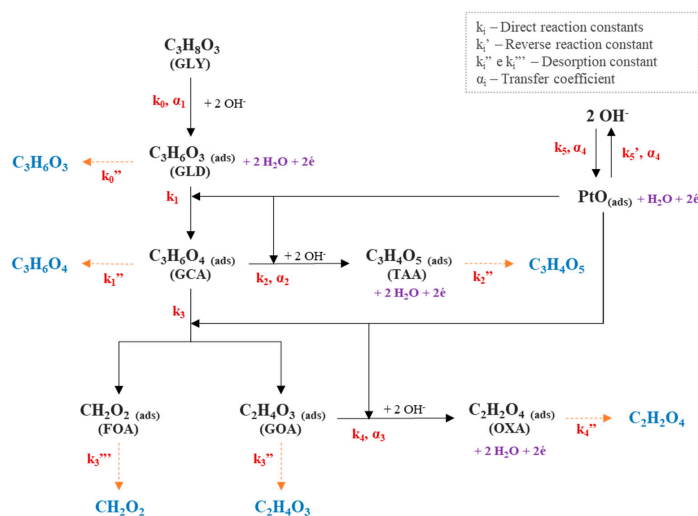 kᵢ – Direct reaction constants
kᵢ' – Reverse reaction constant
kᵢ'' e kᵢ''' – Desorption constant
αᵢ – Transfer coefficient
C₃H₈O₃
(GLY)
k₀, α₁ + 2 OH⁻
2 OH⁻
k₅, α₄ k₅', α₄
C₃H₆O₃ k₀'' C₃H₆O₃ (ads) + 2 H₂O + 2é
(GLD)
k₁
PtO(ads) + H₂O + 2é
C₃H₆O₄ k₁'' C₃H₆O₄ (ads)
(GCA)
+ 2 OH⁻
k₂, α₂
C₃H₄O₅ (ads)
(TAA)
+ 2 H₂O + 2é
k₂''
C₃H₄O₅
k₃
CH₂O₂ (ads)
(FOA)
C₂H₄O₃ (ads)
(GOA)
+ 2 OH⁻
k₄, α₃
C₂H₂O₄ (ads)
(OXA)
+ 2 H₂O + 2é
k₄''
C₂H₂O₄
k₃''' k₃''
CH₂O₂ C₂H₄O₃